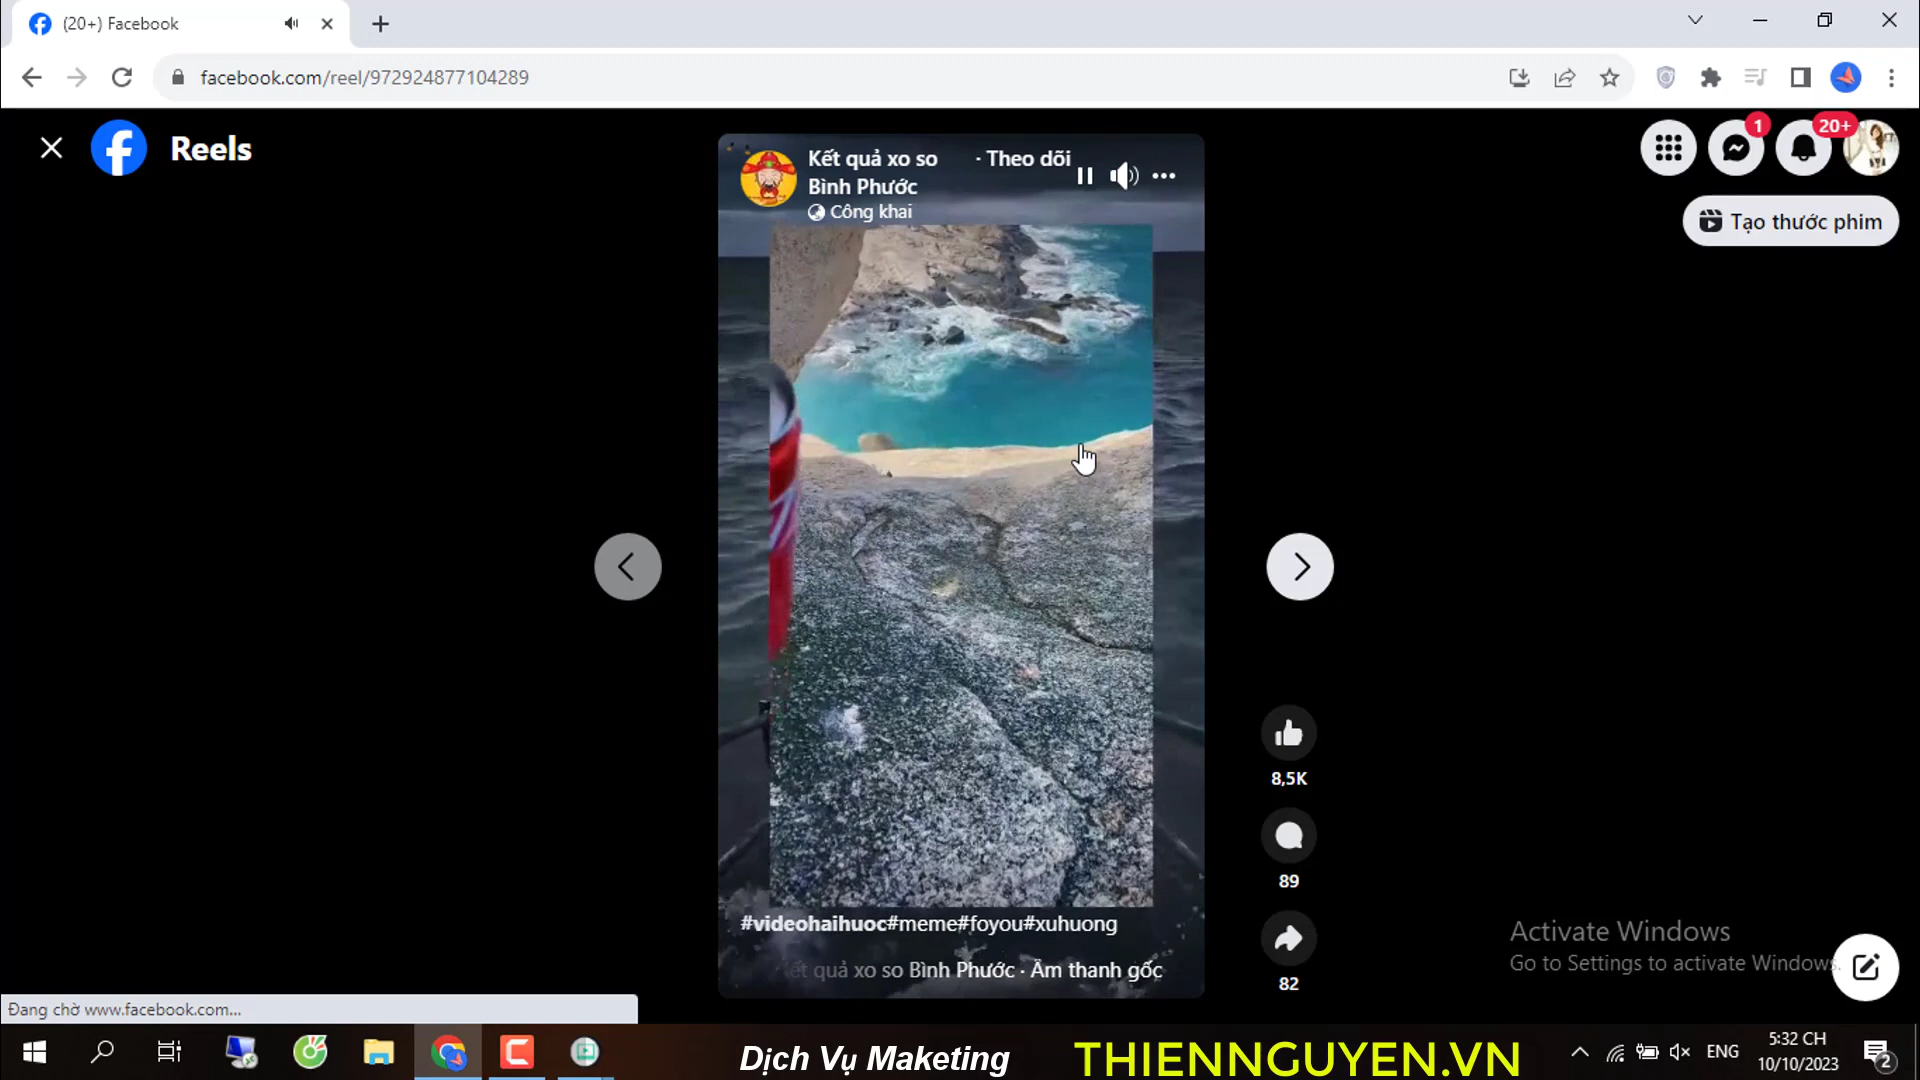 (20+) Facebook
facebook.com/reel/972924877104289
Reels
1
20+
Tạo thước phim
Kết quả xo so
Bình Phước
· Theo dõi
Công khai
8,5K
89
82
#videohaihuoc#meme#foyou#xuhuong
ết quả xo so Bình Phước · Âm thanh gốc
Activate Windows
Go to Settings to activate Windows.
Đang chờ www.facebook.com...
Dịch Vụ Maketing
THIENNGUYEN.VN
ENG
5:32 CH
10/10/2023
2